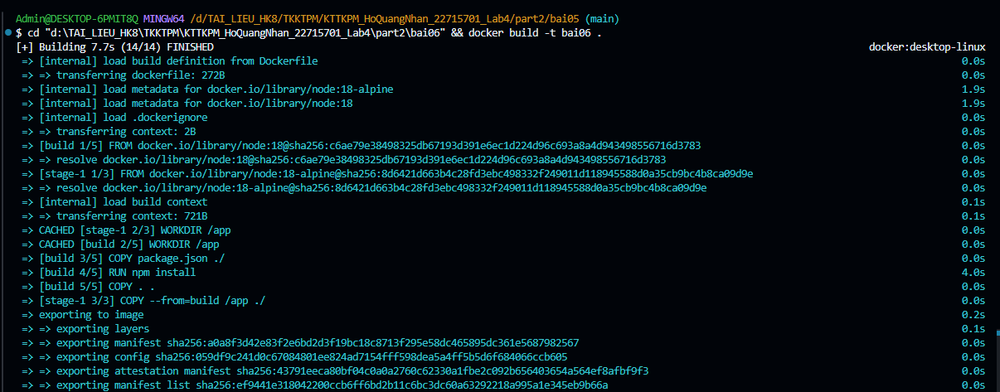 Admin@DESKTOP-6PMIT8Q MINGW64 /d/TAI_LIEU_HK8/TKKTPM/KTTKPM_HoQuangNhan_22715701_Lab4/part2/bai05 (main)
$ cd "d:\TAI_LIEU_HK8\TKKTPM\KTTKPM_HoQuangNhan_22715701_Lab4\part2\bai06" && docker build -t bai06 .
[+] Building 7.7s (14/14) FINISHED docker:desktop-linux
=> [internal] load build definition from Dockerfile 0.0s
=> => transferring dockerfile: 272B 0.0s
=> [internal] load metadata for docker.io/library/node:18-alpine 1.9s
=> [internal] load metadata for docker.io/library/node:18 1.9s
=> [internal] load .dockerignore 0.0s
=> => transferring context: 2B 0.0s
=> [build 1/5] FROM docker.io/library/node:18@sha256:c6ae79e38498325db67193d391e6ec1d224d96c693a8a4d943498556716d3783 0.0s
=> => resolve docker.io/library/node:18@sha256:c6ae79e38498325db67193d391e6ec1d224d96c693a8a4d943498556716d3783 0.0s
=> [stage-1 1/3] FROM docker.io/library/node:18-alpine@sha256:8d6421d663b4c28fd3ebc498332f249011d118945588d0a35cb9bc4b8ca09d9e 0.0s
=> => resolve docker.io/library/node:18-alpine@sha256:8d6421d663b4c28fd3ebc498332f249011d118945588d0a35cb9bc4b8ca09d9e 0.0s
=> [internal] load build context 0.1s
=> => transferring context: 721B 0.1s
=> CACHED [stage-1 2/3] WORKDIR /app 0.0s
=> CACHED [build 2/5] WORKDIR /app 0.0s
=> [build 3/5] COPY package.json ./ 0.0s
=> [build 4/5] RUN npm install 4.0s
=> [build 5/5] COPY . . 0.0s
=> [stage-1 3/3] COPY --from=build /app ./ 0.0s
=> exporting to image 0.2s
=> => exporting layers 0.1s
=> => exporting manifest sha256:a0a8f3d42e83f2e6bd2d3f19bc18c8713f295e58dc465895dc361e5687982567 0.0s
=> => exporting config sha256:059df9c241d0c67084801ee824ad7154fff598dea5a4ff5b5d6f684066ccb605 0.0s
=> => exporting attestation manifest sha256:43791eeca80bf04c0a0a2760c62330a1fbe2c092b656403654a564ef8afbf9f3 0.0s
=> => exporting manifest list sha256:ef9441e318042200ccb6ff6bd2b11c6bc3dc60a63292218a995a1e345eb9b66a 0.0s